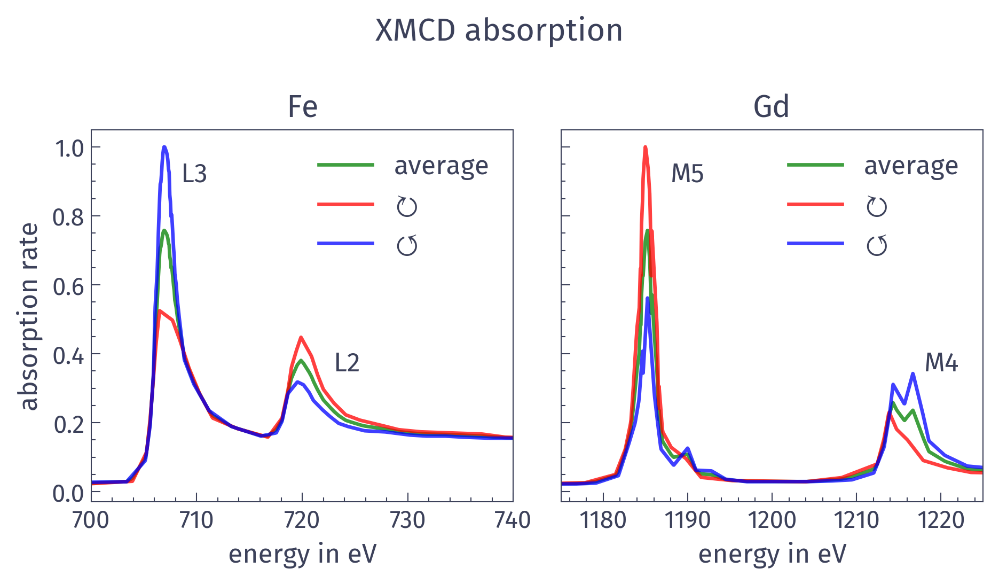 XMCD absorption
Fe
absorption rate
1.0
0.8
0.6
0.4
0.2
0.0
L3
L2
average
↻
↺
700 710 720 730 740
energy in eV
Gd
M5
M4
average
↻
↺
1180 1190 1200 1210 1220
energy in eV